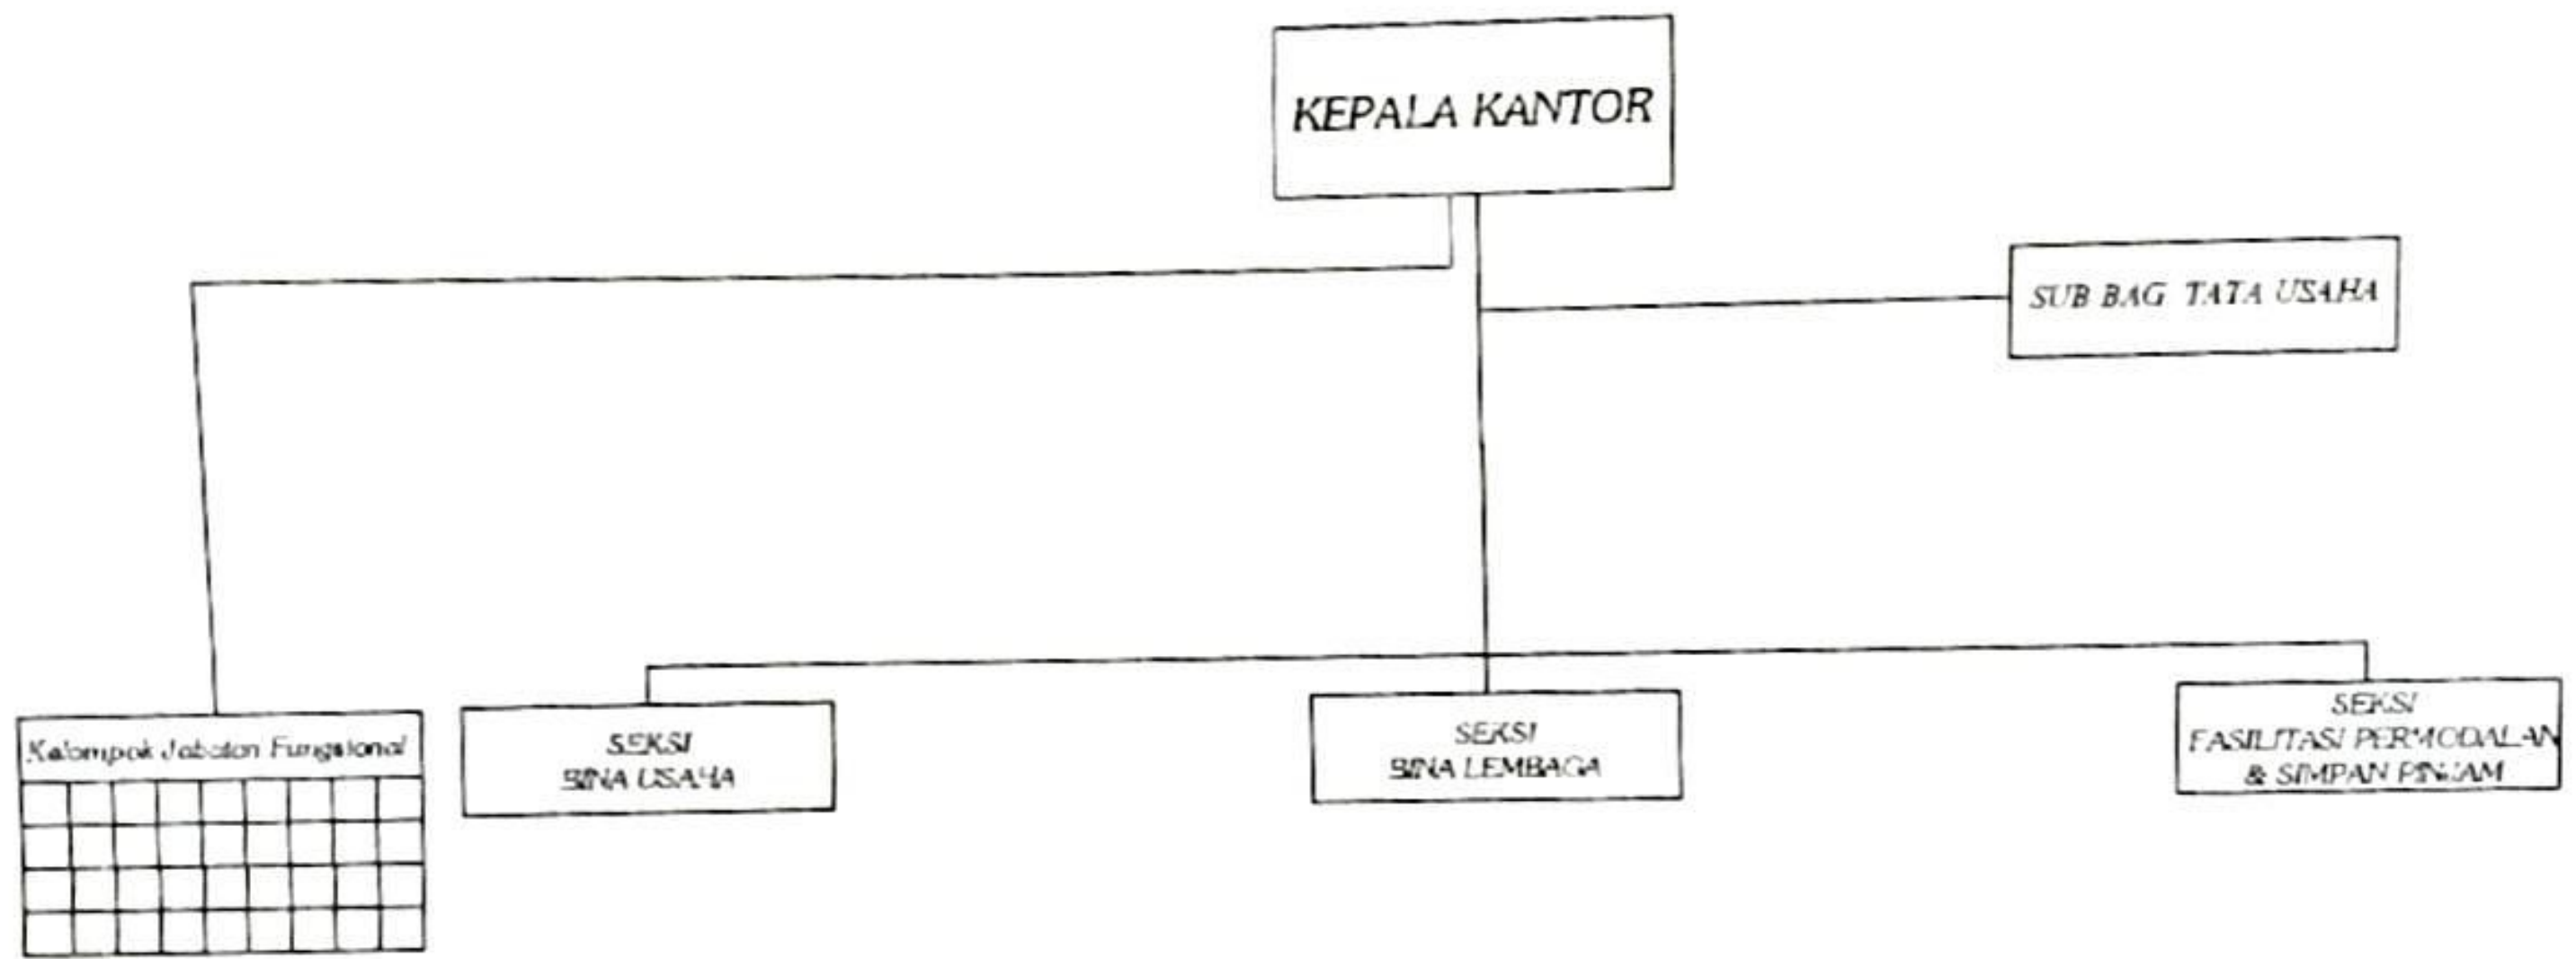 KEPALA KANTOR
SUB BAG TATA USAHA
Kelompok Jabatan Fungsional
SEKSI
BINA USAHA
SEKSI
BINA LEMBAGA
SEKSI
FASILITASI PERMODALAN
& SIMPAN PINJAM